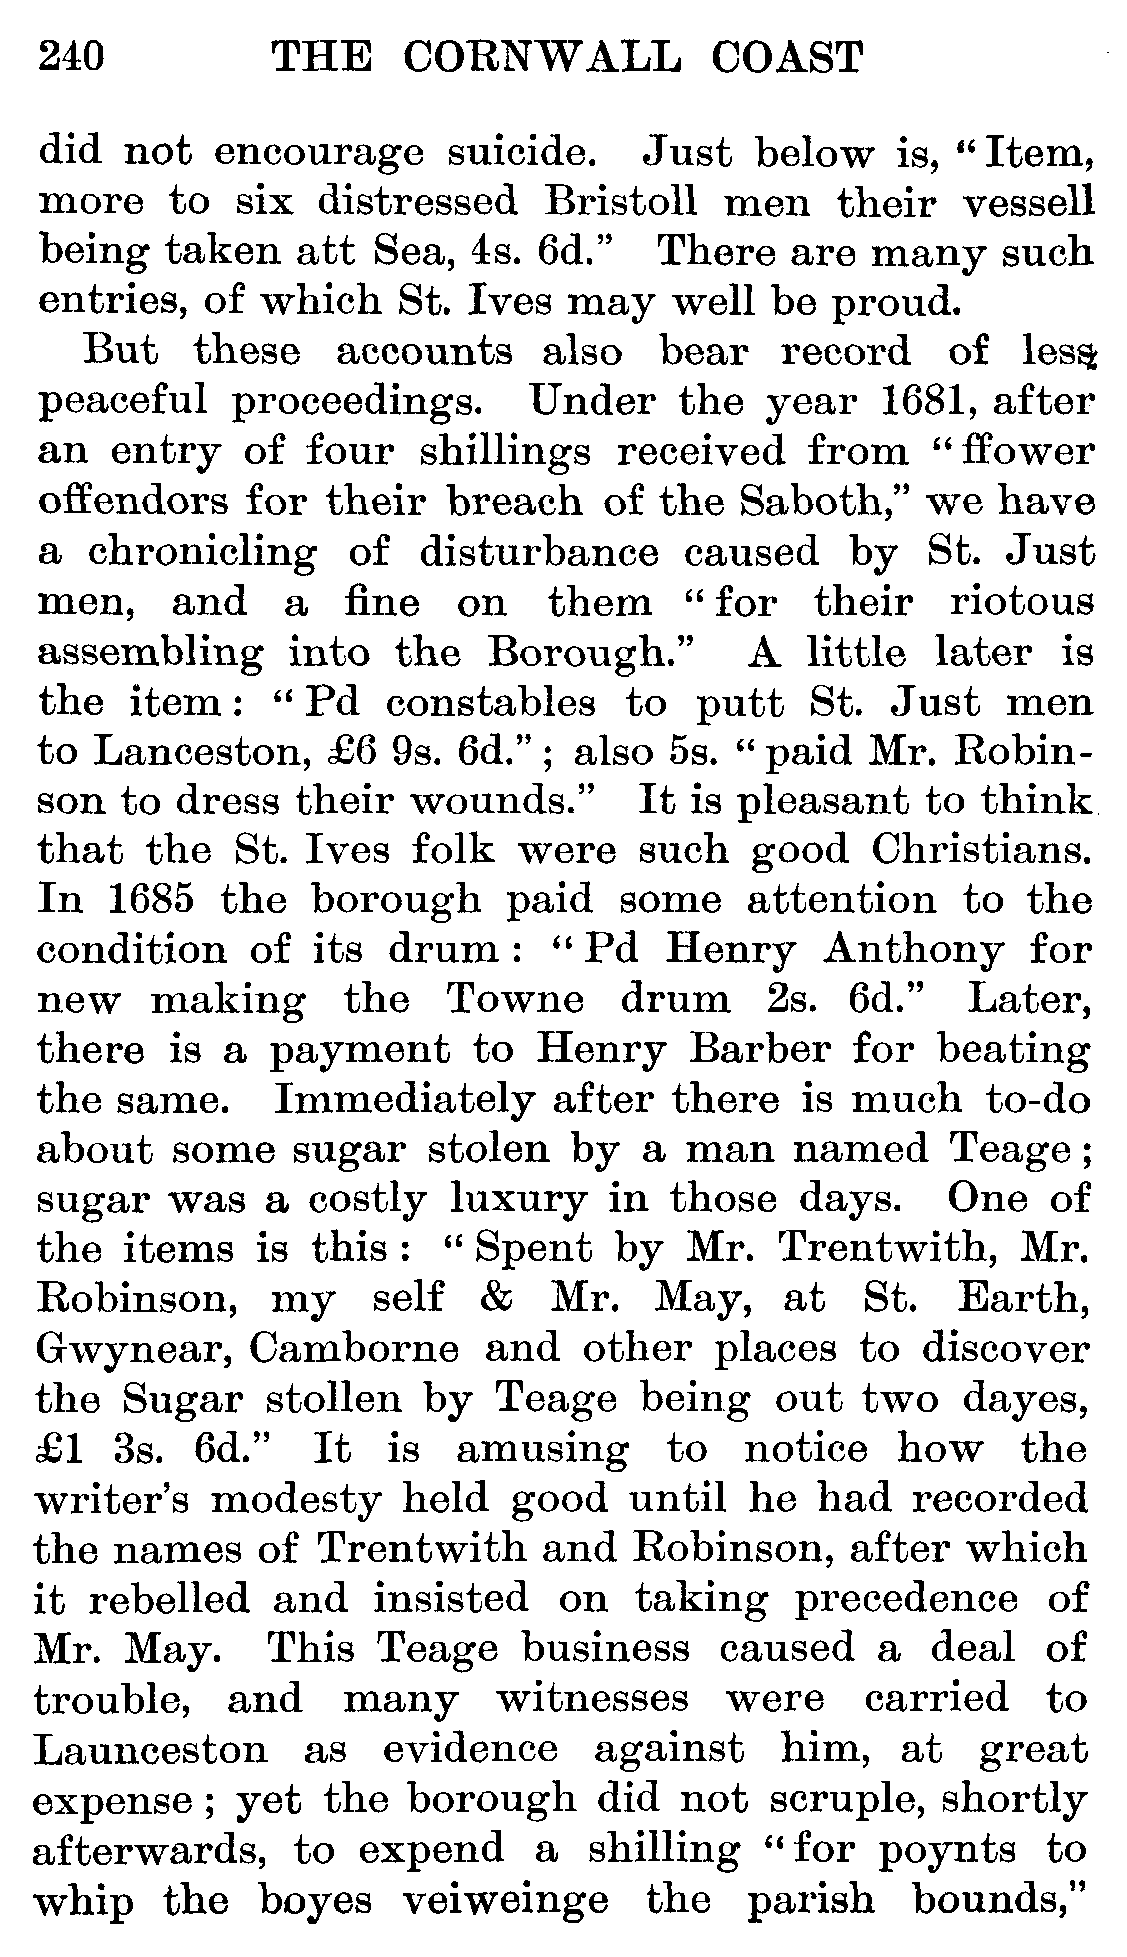 240 THE CORNWALL COAST
did not encourage suicide. Just below is, “Item,
more to six distressed Bristoll men their vessell
being taken att Sea, 4s. 6d.” There are many such
entries, of which St. Ives may well be proud.
But these accounts also bear record of less
peaceful proceedings. Under the year 1681, after
an entry of four shillings received from “ffower
offendors for their breach of the Saboth,” we have
a chronicling of disturbance caused by St. Just
men, and a fine on them “for their riotous
assembling into the Borough.” A little later is
the item: “Pd constables to putt St. Just men
to Lanceston, £6 9s. 6d.”; also 5s. “paid Mr. Robin-
son to dress their wounds.” It is pleasant to think
that the St. Ives folk were such good Christians.
In 1685 the borough paid some attention to the
condition of its drum: “Pd Henry Anthony for
new making the Towne drum 2s. 6d.” Later,
there is a payment to Henry Barber for beating
the same. Immediately after there is much to-do
about some sugar stolen by a man named Teage;
sugar was a costly luxury in those days. One of
the items is this: “Spent by Mr. Trentwith, Mr.
Robinson, my self & Mr. May, at St. Earth,
Gwynear, Camborne and other places to discover
the Sugar stollen by Teage being out two dayes,
£1 3s. 6d.” It is amusing to notice how the
writer’s modesty held good until he had recorded
the names of Trentwith and Robinson, after which
it rebelled and insisted on taking precedence of
Mr. May. This Teage business caused a deal of
trouble, and many witnesses were carried to
Launceston as evidence against him, at great
expense; yet the borough did not scruple, shortly
afterwards, to expend a shilling “for poynts to
whip the boyes veiweinge the parish bounds,”